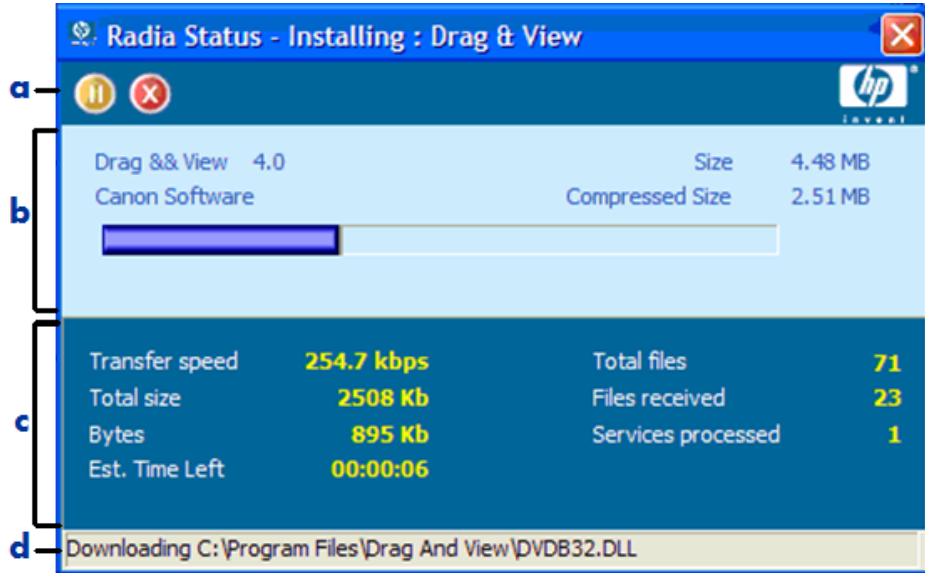 Radia Status - Installing : Drag & View
a
hp
invent
b
Drag && View 4.0 Size 4.48 MB
Canon Software Compressed Size 2.51 MB
c
Transfer speed 254.7 kbps Total files 71
Total size 2508 Kb Files received 23
Bytes 895 Kb Services processed 1
Est. Time Left 00:00:06
d
Downloading C:\Program Files\Drag And View\DVDB32.DLL